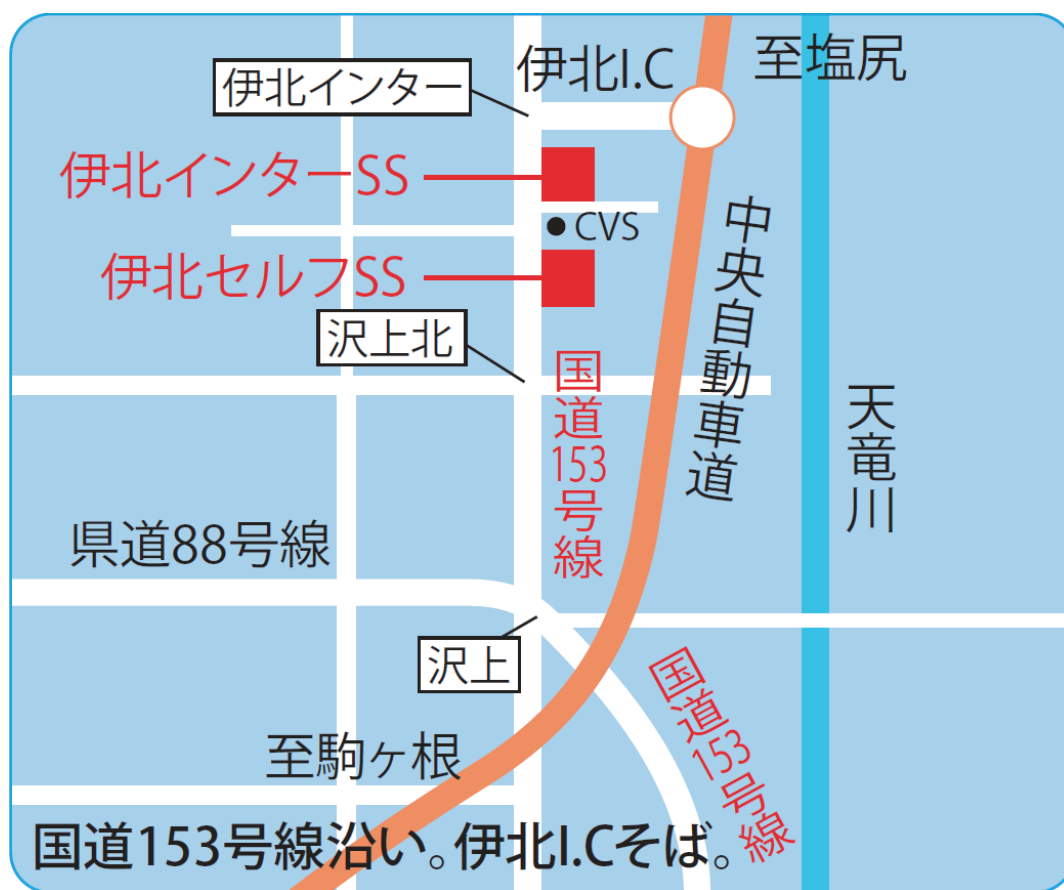 伊北I.C
至塩尻
伊北インター
伊北インターSS
CVS
伊北セルフSS
中央自動車道
沢上北
国道153号線
天竜川
県道88号線
沢上
国道153号線
至駒ヶ根
国道153号線沿い。伊北I.Cそば。